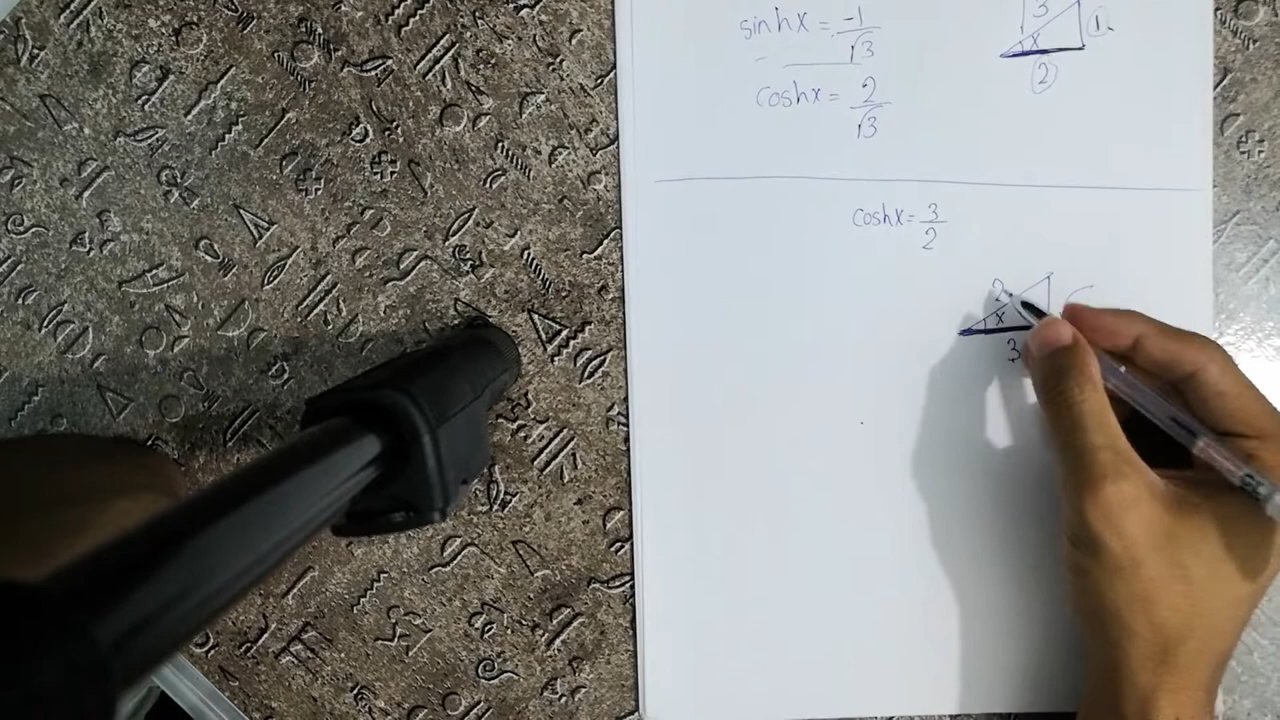 sinhx = -1/√3
√3
1
x
2
coshx = 2/√3
coshx = 3/2
2
x
3